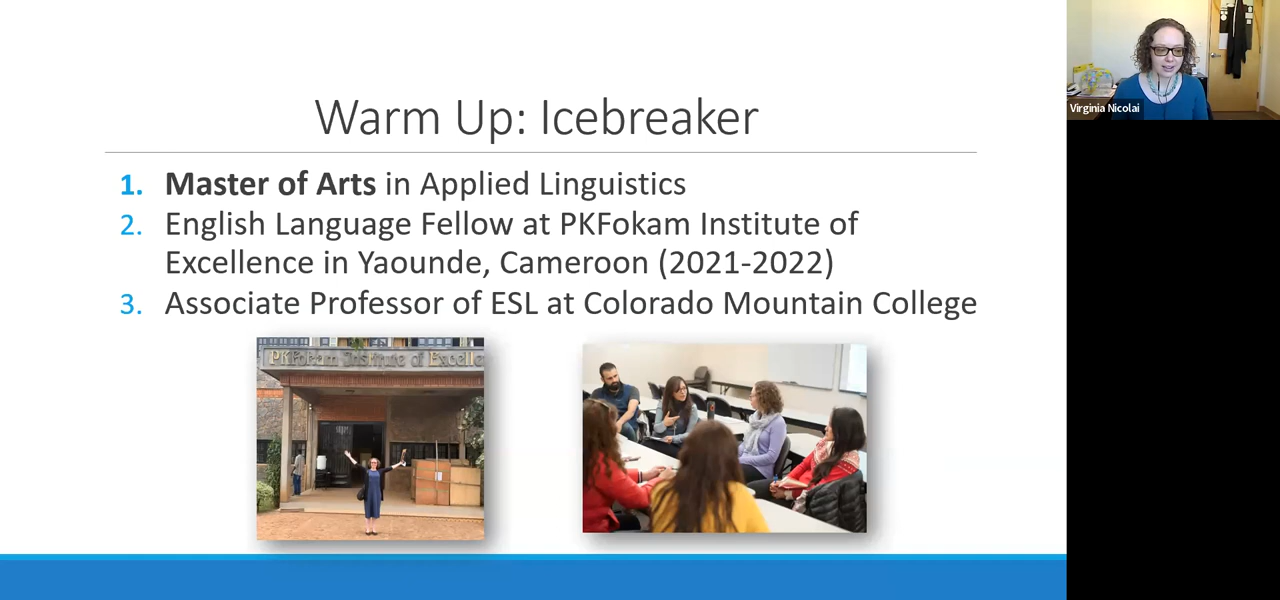 Warm Up: Icebreaker
1. Master of Arts in Applied Linguistics
2. English Language Fellow at PKFokam Institute of
Excellence in Yaounde, Cameroon (2021-2022)
3. Associate Professor of ESL at Colorado Mountain College
PKFokam Institute of Excelle
Virginia Nicolai